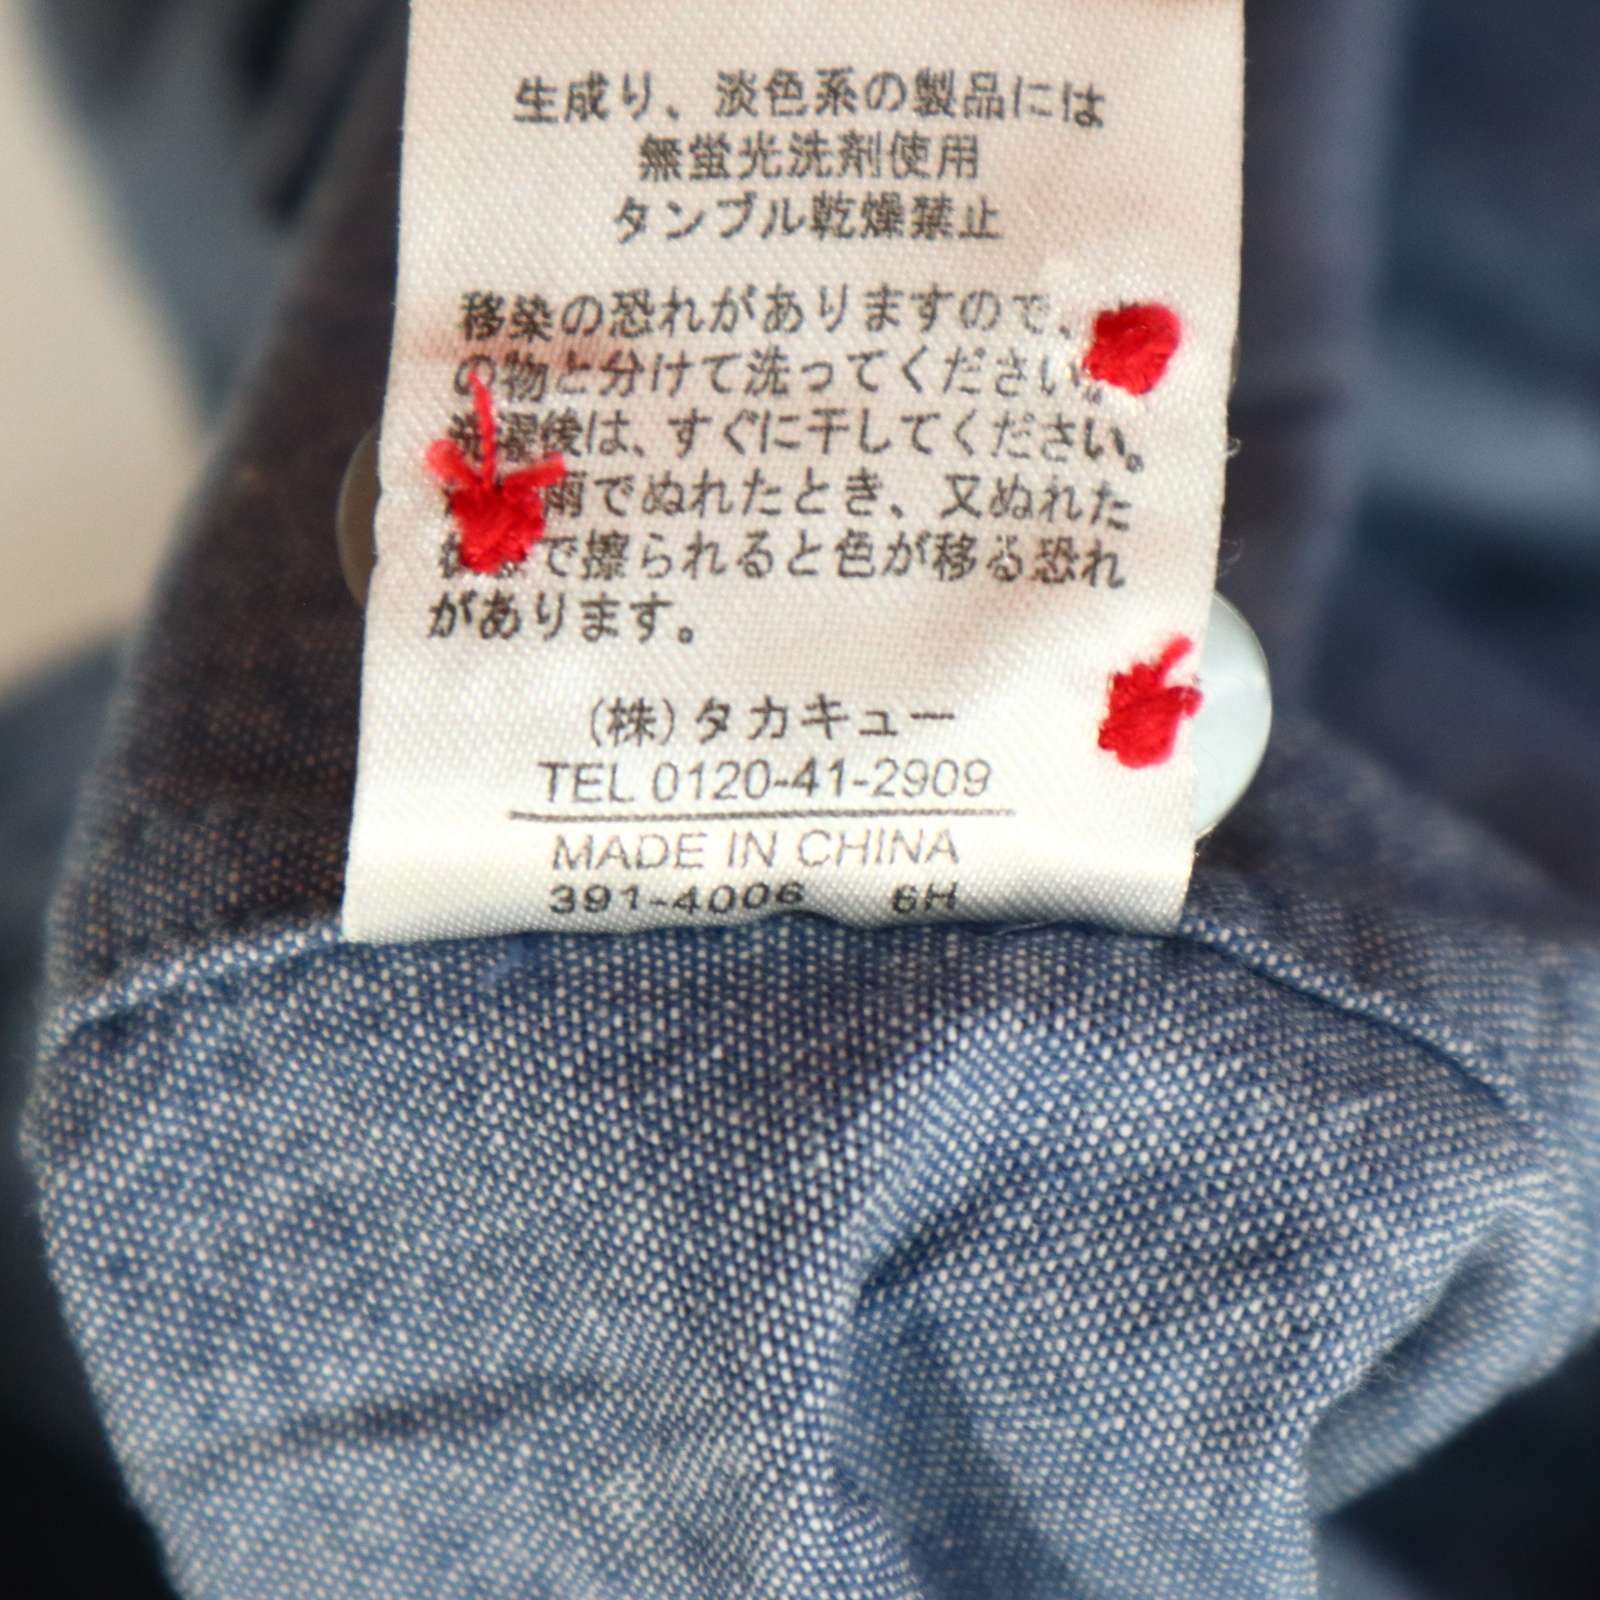 生成り、淡色系の製品には
無蛍光洗剤使用
タンブル乾燥禁止
移染の恐れがありますので、
の物と分けて洗ってください。
洗濯後は、すぐに干してください。
雨でぬれたとき、又ぬれた
で擦られると色が移る恐れ
があります。
(株)タカキュー
TEL 0120-41-2909
MADE IN CHINA
391-4006 6H